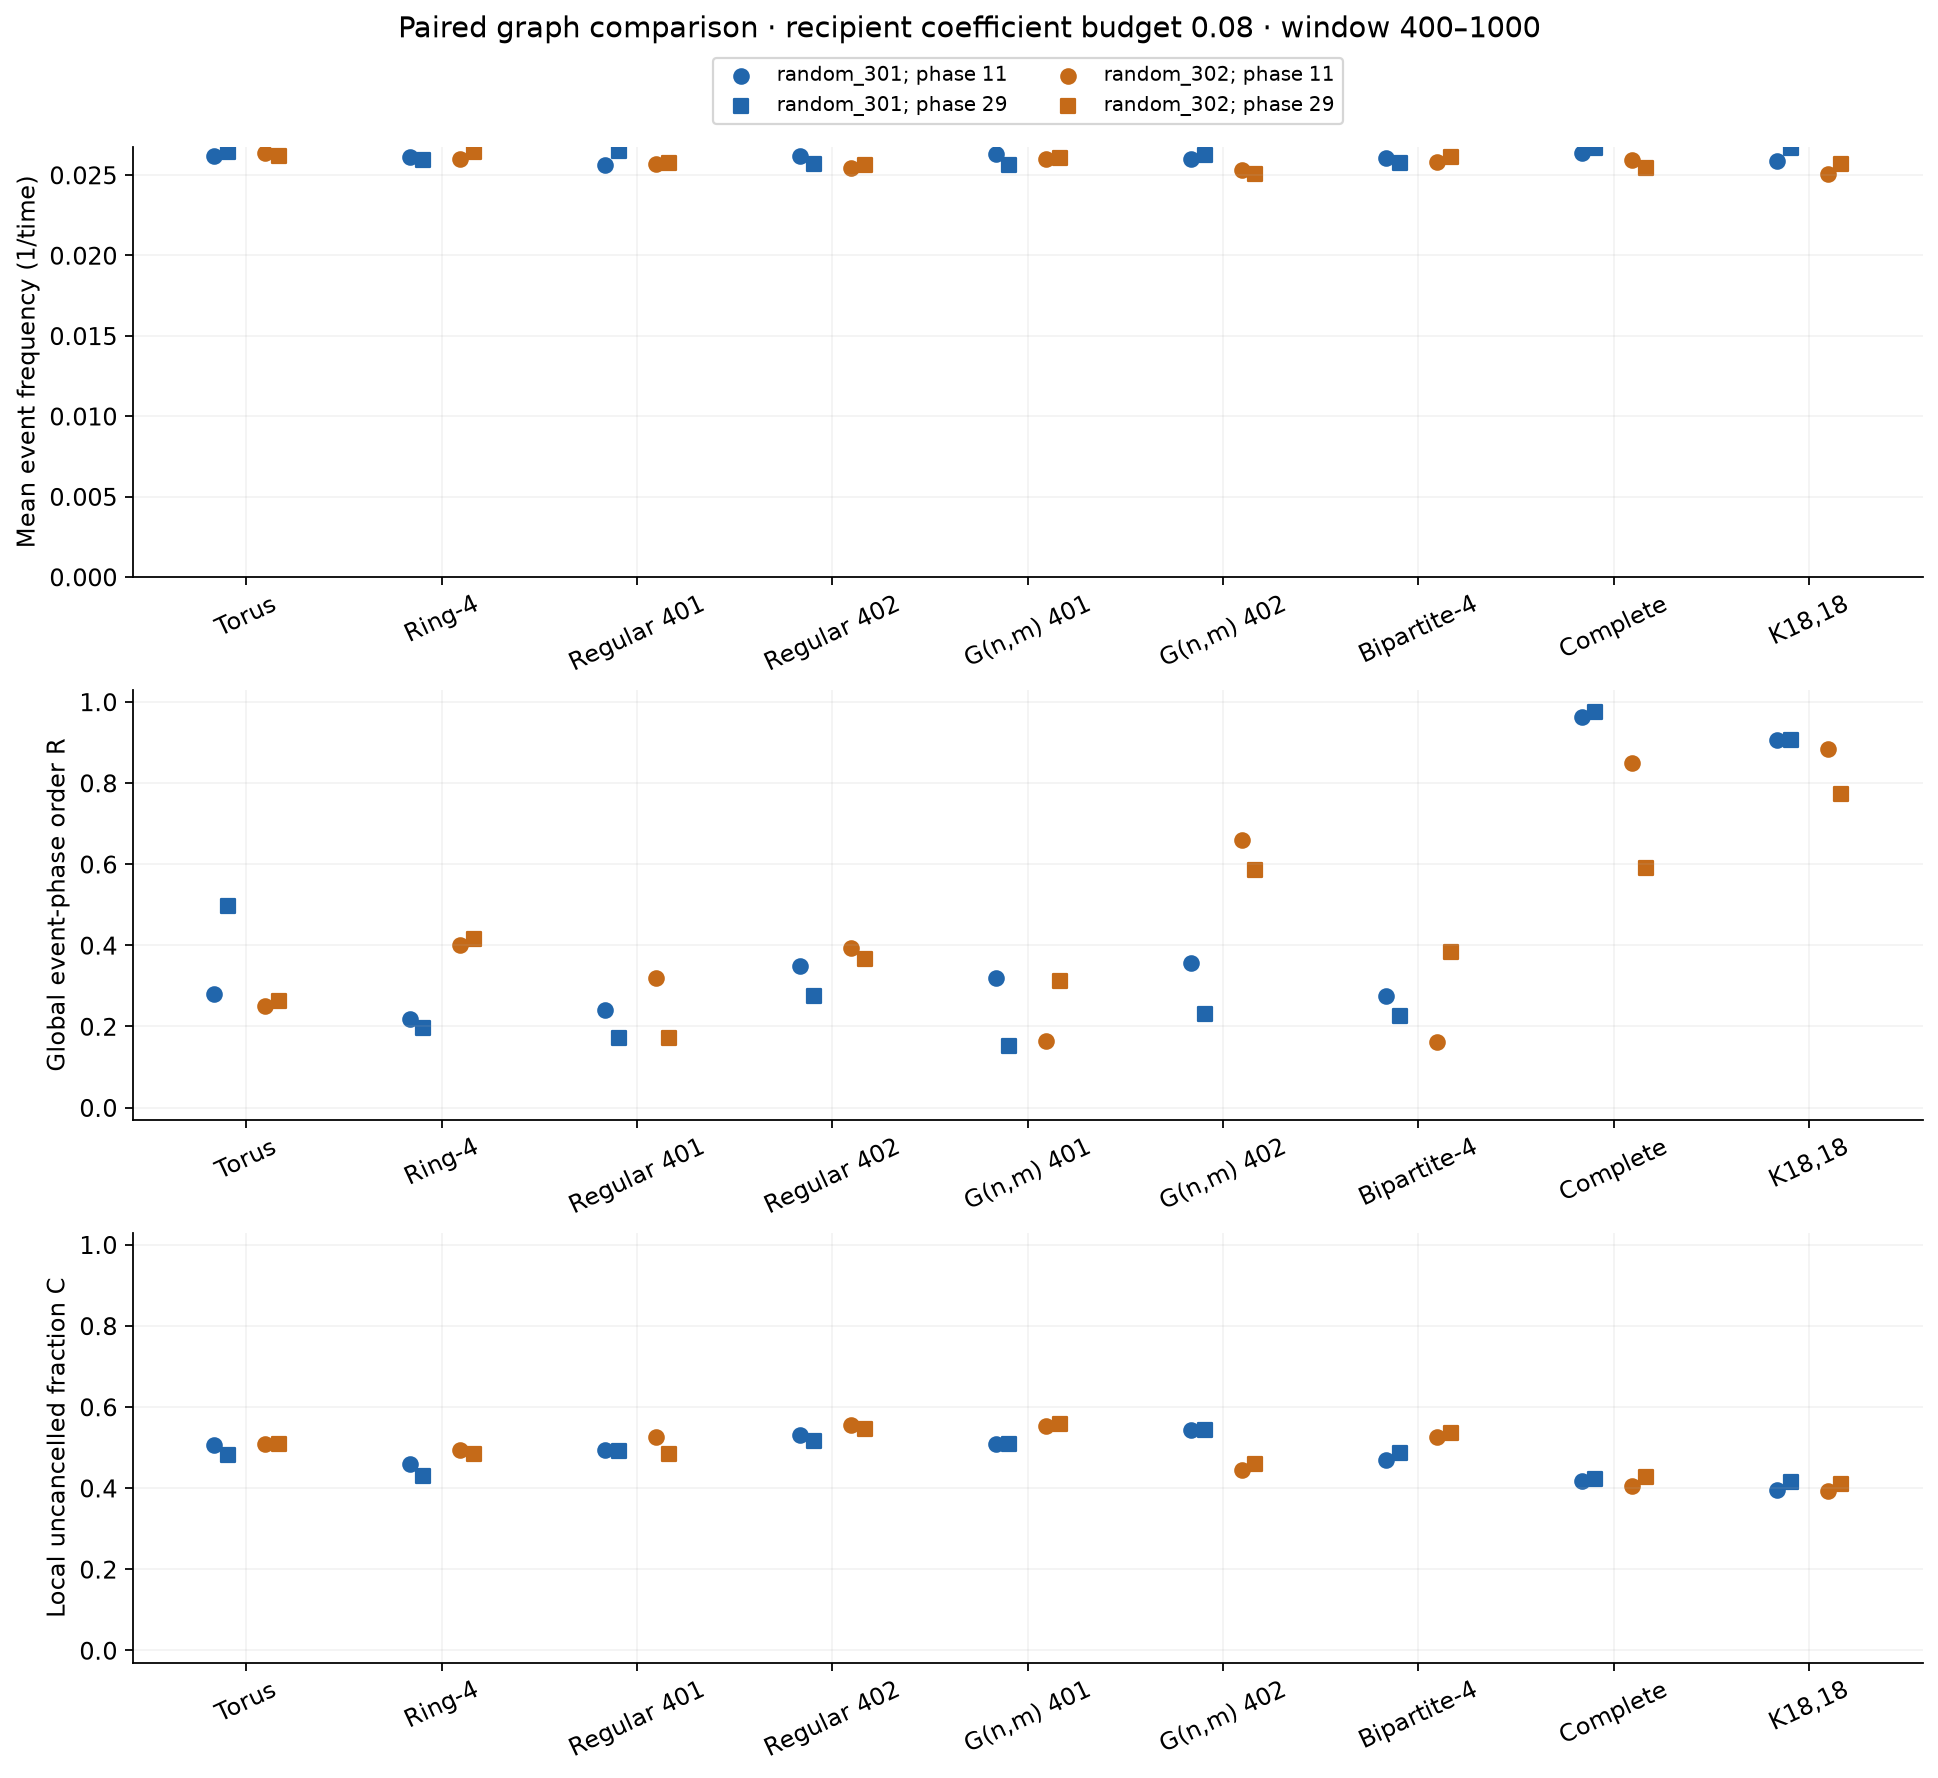 Paired graph comparison · recipient coefficient budget 0.08 · window 400–1000
random_301; phase 11
random_302; phase 11
random_301; phase 29
random_302; phase 29
Mean event frequency (1/time)
0.025
0.020
0.015
0.010
0.005
0.000
Torus
Ring-4
Regular 401
Regular 402
G(n,m) 401
G(n,m) 402
Bipartite-4
Complete
K18,18
Global event-phase order R
1.0
0.8
0.6
0.4
0.2
0.0
Torus
Ring-4
Regular 401
Regular 402
G(n,m) 401
G(n,m) 402
Bipartite-4
Complete
K18,18
Local uncancelled fraction C
1.0
0.8
0.6
0.4
0.2
0.0
Torus
Ring-4
Regular 401
Regular 402
G(n,m) 401
G(n,m) 402
Bipartite-4
Complete
K18,18